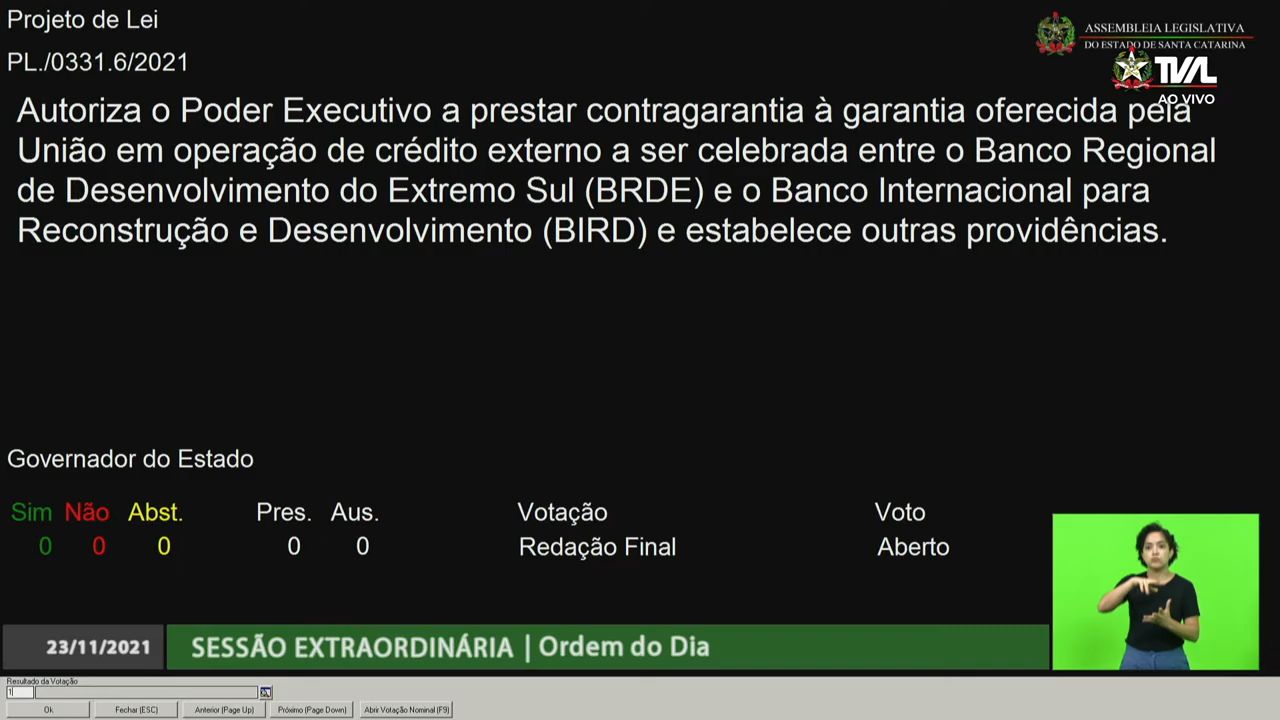 Projeto de Lei
PL./0331.6/2021
ASSEMBLEIA LEGISLATIVA
DO ESTADO DE SANTA CATARINA
TVAL
AO VIVO
Autoriza o Poder Executivo a prestar contragarantia à garantia oferecida pela
União em operação de crédito externo a ser celebrada entre o Banco Regional
de Desenvolvimento do Extremo Sul (BRDE) e o Banco Internacional para
Reconstrução e Desenvolvimento (BIRD) e estabelece outras providências.
Governador do Estado
Sim Não Abst. Pres. Aus. Votação Voto
0 0 0 0 0 Redação Final Aberto
23/11/2021 SESSÃO EXTRAORDINÁRIA | Ordem do Dia
Resultado da Votação
1
Ok Fechar (ESC) Anterior (Page Up) Próximo (Page Down) Abrir Votação Nominal (F9)